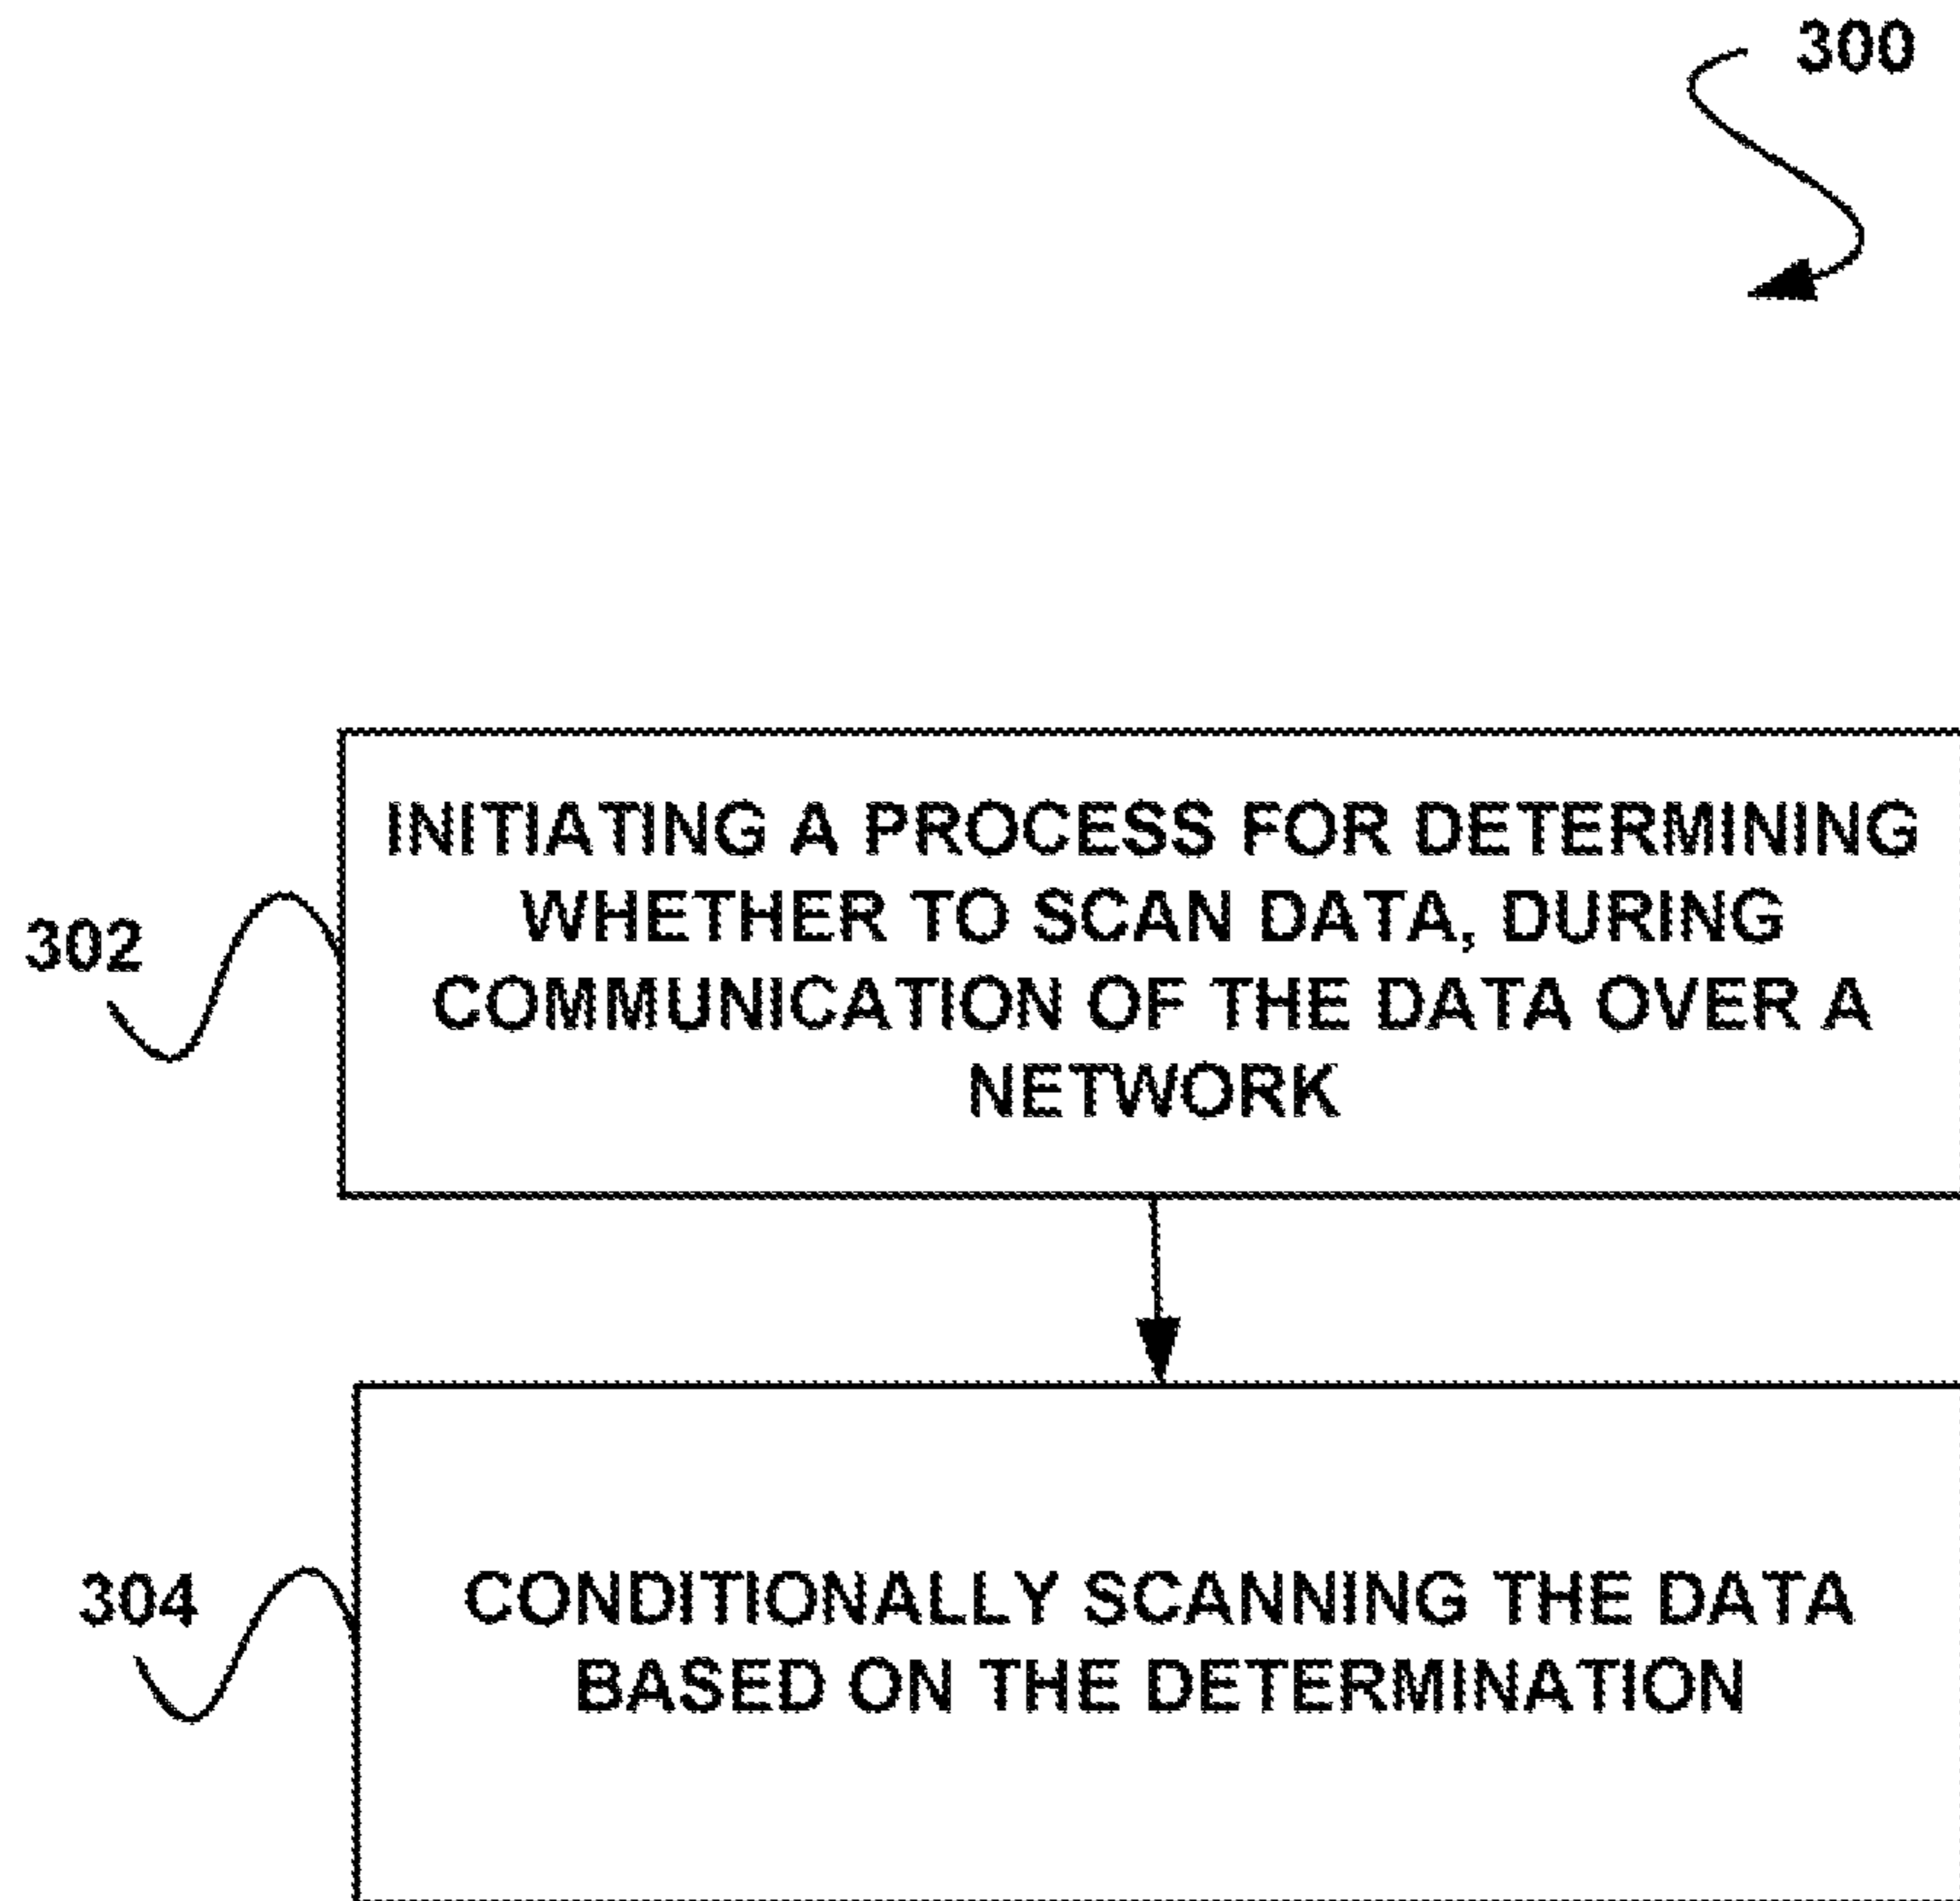 300
INITIATING A PROCESS FOR DETERMINING
WHETHER TO SCAN DATA, DURING
COMMUNICATION OF THE DATA OVER A
NETWORK
302
304
CONDITIONALLY SCANNING THE DATA
BASED ON THE DETERMINATION